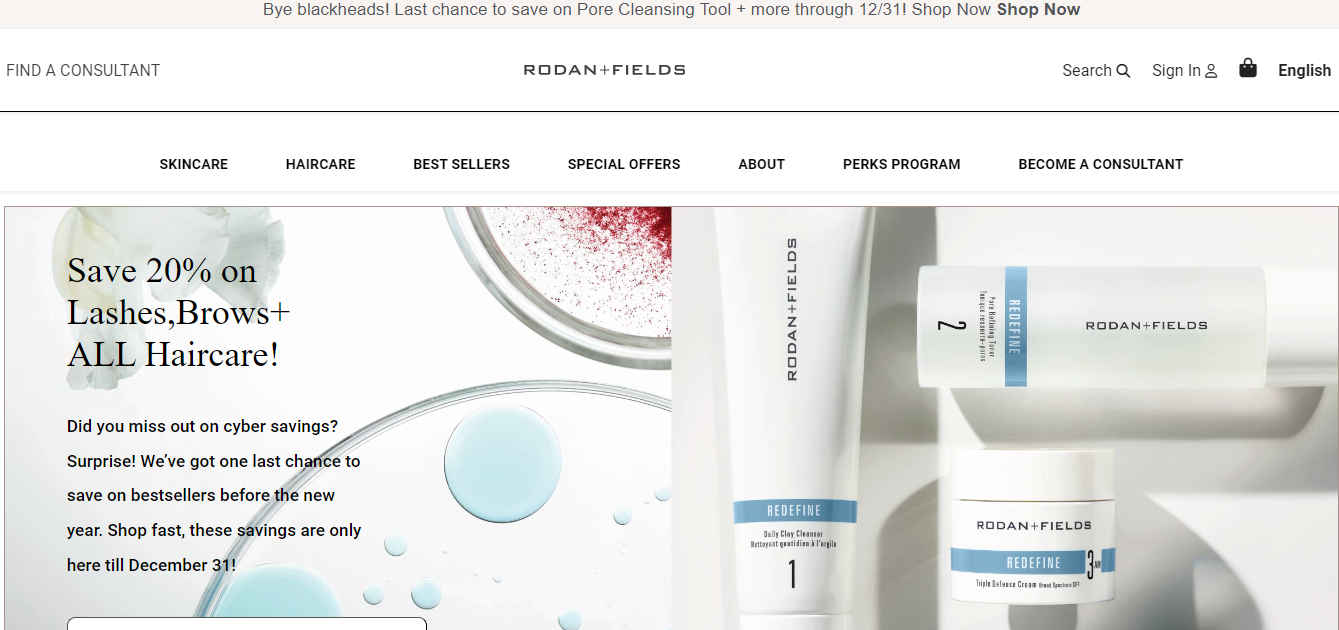 Bye blackheads! Last chance to save on Pore Cleansing Tool + more through 12/31! Shop Now Shop Now
FIND A CONSULTANT
RODAN+FIELDS
Search
Sign In
English
SKINCARE HAIRCARE BEST SELLERS SPECIAL OFFERS ABOUT PERKS PROGRAM BECOME A CONSULTANT
Save 20% on
Lashes,Brows+
ALL Haircare!
Did you miss out on cyber savings?
Surprise! We’ve got one last chance to
save on bestsellers before the new
year. Shop fast, these savings are only
here till December 31!
RODAN+FIELDS
REDEFINE
Daily Clay Cleanser
Nettoyant quotidien à l'argile
1
2
Pore Refining Toner
Tonique resserre-pores
REDEFINE
RODAN+FIELDS
RODAN+FIELDS
REDEFINE
3 AM
Triple Defense Cream Broad Spectrum SPF